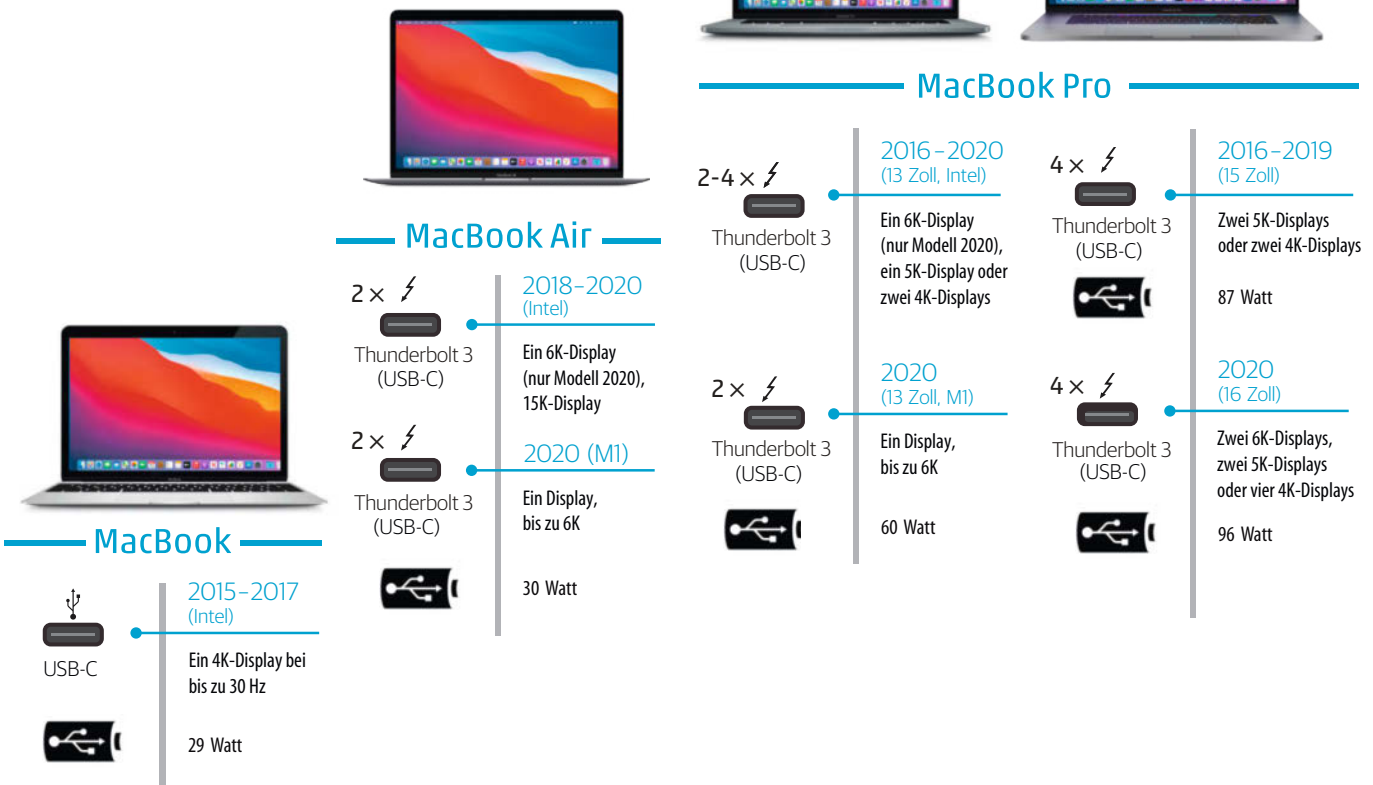 MacBook Pro
2-4 ×
Thunderbolt 3
(USB-C)
2016–2020
(13 Zoll, Intel)
Ein 6K-Display
(nur Modell 2020),
ein 5K-Display oder
zwei 4K-Displays
2 ×
Thunderbolt 3
(USB-C)
2020
(13 Zoll, M1)
Ein Display,
bis zu 6K
60 Watt
4 ×
Thunderbolt 3
(USB-C)
2016–2019
(15 Zoll)
Zwei 5K-Displays
oder zwei 4K-Displays
87 Watt
4 ×
Thunderbolt 3
(USB-C)
2020
(16 Zoll)
Zwei 6K-Displays,
zwei 5K-Displays
oder vier 4K-Displays
96 Watt
MacBook Air
2 ×
Thunderbolt 3
(USB-C)
2018–2020
(Intel)
Ein 6K-Display
(nur Modell 2020),
15K-Display
2 ×
Thunderbolt 3
(USB-C)
2020 (M1)
Ein Display,
bis zu 6K
30 Watt
MacBook
USB-C
2015–2017
(Intel)
Ein 4K-Display bei
bis zu 30 Hz
29 Watt